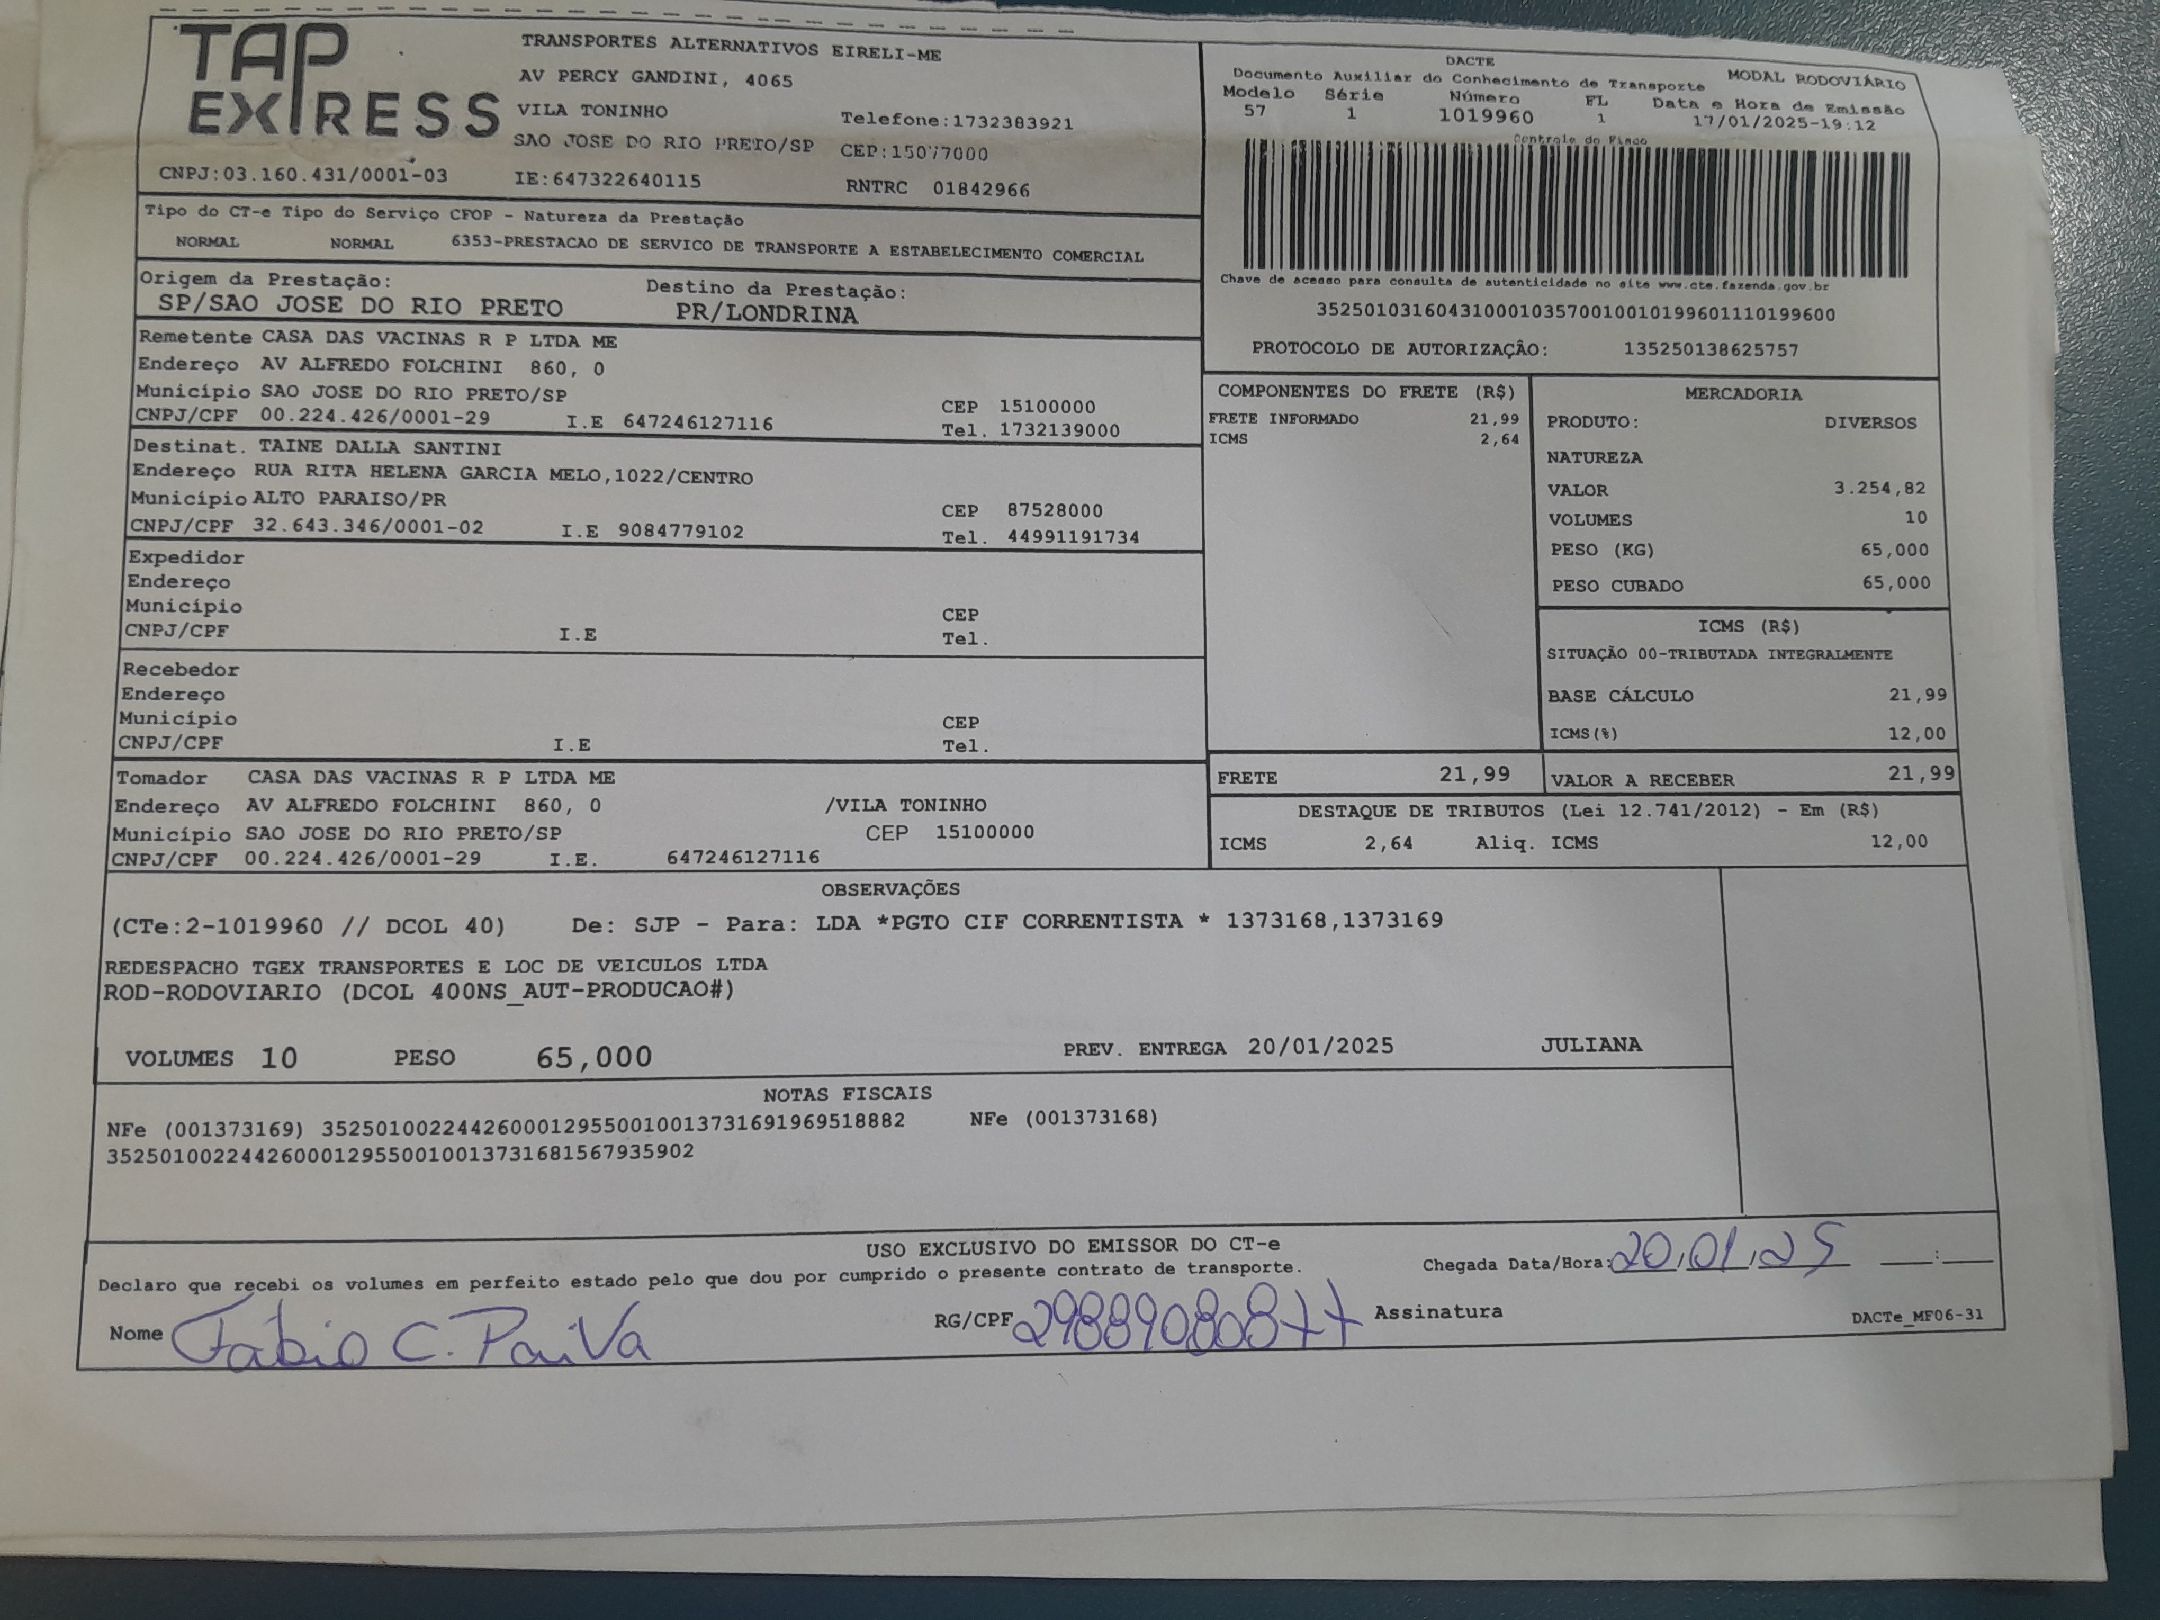 TAP EXPRESS
TRANSPORTES ALTERNATIVOS EIRELI-ME
AV PERCY GANDINI, 4065
VILA TONINHO Telefone:1732383921
SAO JOSE DO RIO PRETO/SP CEP:15077000
CNPJ:03.160.431/0001-03 IE:647322640115 RNTRC 01842966
DACTE
Documento Auxiliar do Conhecimento de Transporte MODAL RODOVIÁRIO
Modelo Série Número FL Data e Hora de Emissão
57 1 1019960 1 17/01/2025-19:12
Controle do Fisco
Chave de acesso para consulta de autenticidade no site www.cte.fazenda.gov.br
35250103160431000103570010010199601110199600
PROTOCOLO DE AUTORIZAÇÃO: 135250138625757
Tipo do CT-e Tipo do Serviço CFOP - Natureza da Prestação
NORMAL NORMAL 6353-PRESTACAO DE SERVICO DE TRANSPORTE A ESTABELECIMENTO COMERCIAL
Origem da Prestação: Destino da Prestação:
SP/SAO JOSE DO RIO PRETO PR/LONDRINA
Remetente CASA DAS VACINAS R P LTDA ME
Endereço AV ALFREDO FOLCHINI 860, 0
Município SAO JOSE DO RIO PRETO/SP CEP 15100000
CNPJ/CPF 00.224.426/0001-29 I.E 647246127116 Tel. 1732139000
Destinat. TAINE DALLA SANTINI
Endereço RUA RITA HELENA GARCIA MELO,1022/CENTRO
Município ALTO PARAISO/PR CEP 87528000
CNPJ/CPF 32.643.346/0001-02 I.E 9084779102 Tel. 44991191734
Expedidor
Endereço
Município CEP
CNPJ/CPF I.E Tel.
Recebedor
Endereço
Município CEP
CNPJ/CPF I.E Tel.
Tomador CASA DAS VACINAS R P LTDA ME
Endereço AV ALFREDO FOLCHINI 860, 0 /VILA TONINHO
Município SAO JOSE DO RIO PRETO/SP CEP 15100000
CNPJ/CPF 00.224.426/0001-29 I.E. 647246127116
COMPONENTES DO FRETE (R$)
FRETE INFORMADO 21,99
ICMS 2,64
MERCADORIA
PRODUTO: DIVERSOS
NATUREZA
VALOR 3.254,82
VOLUMES 10
PESO (KG) 65,000
PESO CUBADO 65,000
ICMS (R$)
SITUAÇÃO 00-TRIBUTADA INTEGRALMENTE
BASE CÁLCULO 21,99
ICMS(%) 12,00
FRETE 21,99 VALOR A RECEBER 21,99
DESTAQUE DE TRIBUTOS (Lei 12.741/2012) - Em (R$)
ICMS 2,64 Aliq. ICMS 12,00
OBSERVAÇÕES
(CTe:2-1019960 // DCOL 40) De: SJP - Para: LDA *PGTO CIF CORRENTISTA * 1373168,1373169
REDESPACHO TGEX TRANSPORTES E LOC DE VEICULOS LTDA
ROD-RODOVIARIO (DCOL 400NS_AUT-PRODUCAO#)
VOLUMES 10 PESO 65,000 PREV. ENTREGA 20/01/2025 JULIANA
NOTAS FISCAIS
NFe (001373169) 35250100224426000129550010013731691969518882 NFe (001373168)
35250100224426000129550010013731681567935902
USO EXCLUSIVO DO EMISSOR DO CT-e
Declaro que recebi os volumes em perfeito estado pelo que dou por cumprido o presente contrato de transporte. Chegada Data/Hora: 20/01/25 ___:___
Nome Fábio C. Paiva RG/CPF 29889080877 Assinatura DACTe_MF06-31